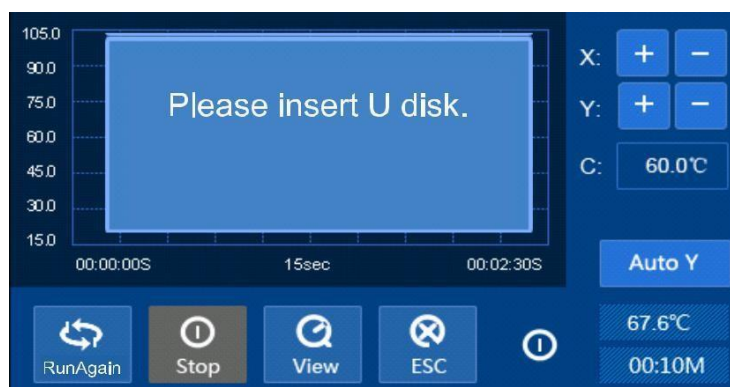 105.0
90.0
75.0
60.0
45.0
30.0
15.0
Please insert U disk.
00:00:00S 15sec 00:02:30S
X: + −
Y: + −
C: 60.0℃
Auto Y
67.6℃
00:10M
RunAgain
Stop
View
ESC